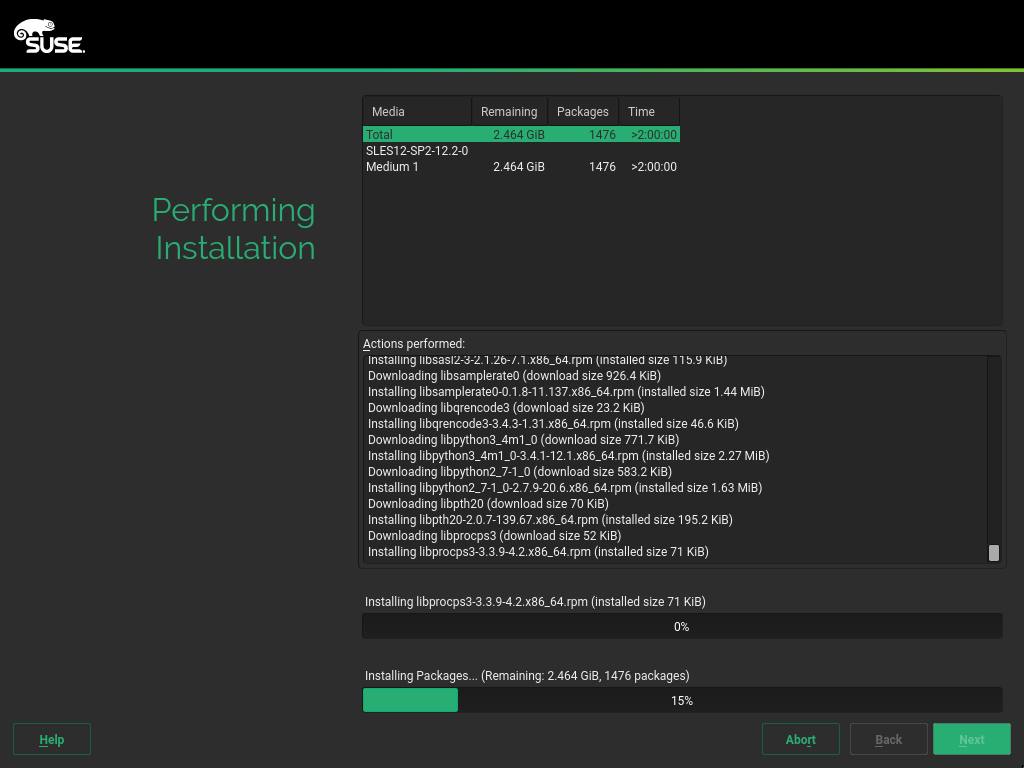 SUSE.
Performing
Installation
Media Remaining Packages Time
Total 2.464 GiB 1476 >2:00:00
SLES12-SP2-12.2-0
Medium 1 2.464 GiB 1476 >2:00:00
Actions performed:
Installing libsasl2-3-2.1.26-7.1.x86_64.rpm (installed size 115.9 KiB)
Downloading libsamplerate0 (download size 926.4 KiB)
Installing libsamplerate0-0.1.8-11.137.x86_64.rpm (installed size 1.44 MiB)
Downloading libqrencode3 (download size 23.2 KiB)
Installing libqrencode3-3.4.3-1.31.x86_64.rpm (installed size 46.6 KiB)
Downloading libpython3_4m1_0 (download size 771.7 KiB)
Installing libpython3_4m1_0-3.4.1-12.1.x86_64.rpm (installed size 2.27 MiB)
Downloading libpython2_7-1_0 (download size 583.2 KiB)
Installing libpython2_7-1_0-2.7.9-20.6.x86_64.rpm (installed size 1.63 MiB)
Downloading libpth20 (download size 70 KiB)
Installing libpth20-2.0.7-139.67.x86_64.rpm (installed size 195.2 KiB)
Downloading libprocps3 (download size 52 KiB)
Installing libprocps3-3.3.9-4.2.x86_64.rpm (installed size 71 KiB)
Installing libprocps3-3.3.9-4.2.x86_64.rpm (installed size 71 KiB)
0%
Installing Packages... (Remaining: 2.464 GiB, 1476 packages)
15%
Help Abort Back Next